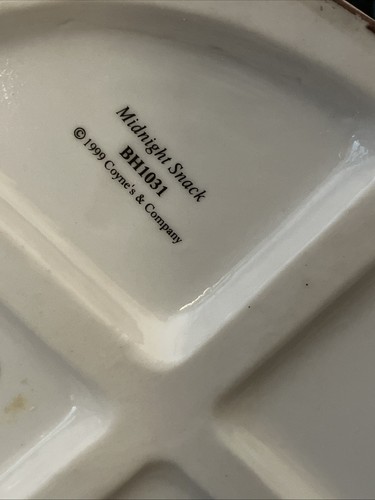 Midnight Snack
BH1031
© 1999 Coyne's & Company